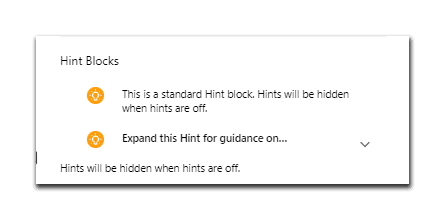 Hint Blocks
This is a standard Hint block. Hints will be hidden
when hints are off.
Expand this Hint for guidance on...
Hints will be hidden when hints are off.